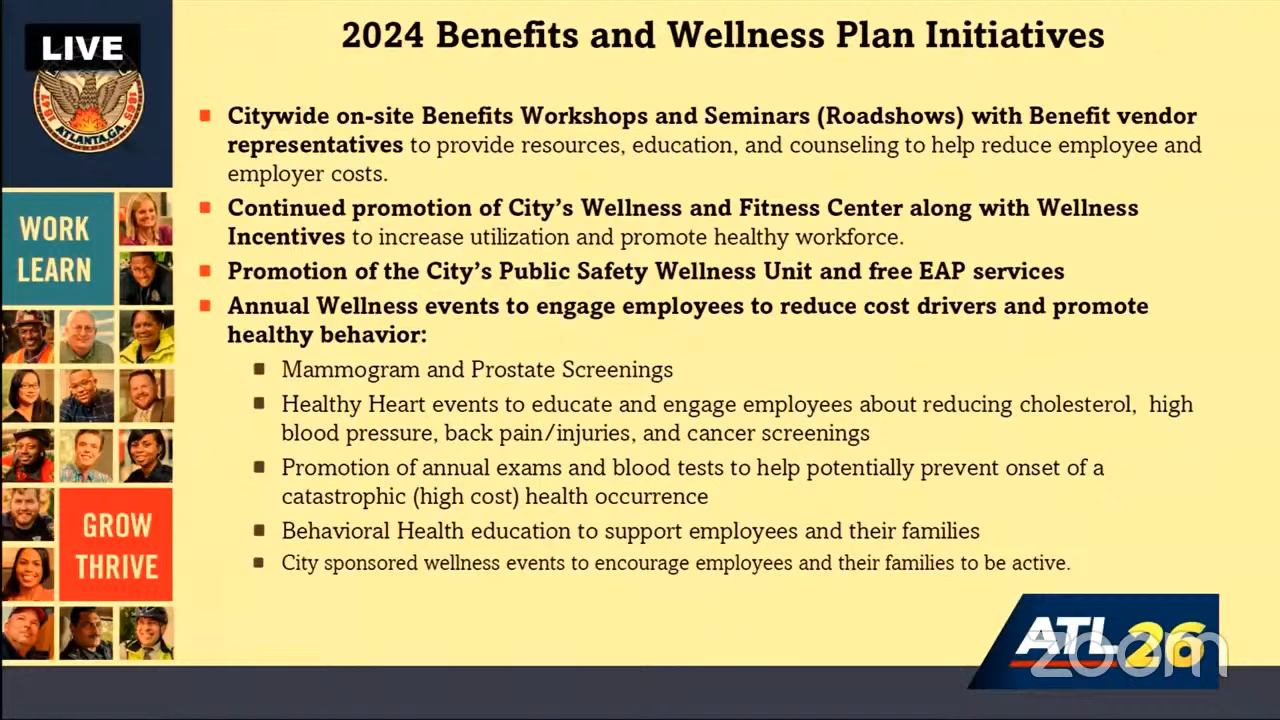 LIVE
1847
1865
ATLANTA, GA.
WORK
LEARN
GROW
THRIVE
2024 Benefits and Wellness Plan Initiatives
Citywide on-site Benefits Workshops and Seminars (Roadshows) with Benefit vendor
representatives to provide resources, education, and counseling to help reduce employee and
employer costs.
Continued promotion of City's Wellness and Fitness Center along with Wellness
Incentives to increase utilization and promote healthy workforce.
Promotion of the City's Public Safety Wellness Unit and free EAP services
Annual Wellness events to engage employees to reduce cost drivers and promote
healthy behavior:
Mammogram and Prostate Screenings
Healthy Heart events to educate and engage employees about reducing cholesterol, high
blood pressure, back pain/injuries, and cancer screenings
Promotion of annual exams and blood tests to help potentially prevent onset of a
catastrophic (high cost) health occurrence
Behavioral Health education to support employees and their families
City sponsored wellness events to encourage employees and their families to be active.
ATL26
zoom